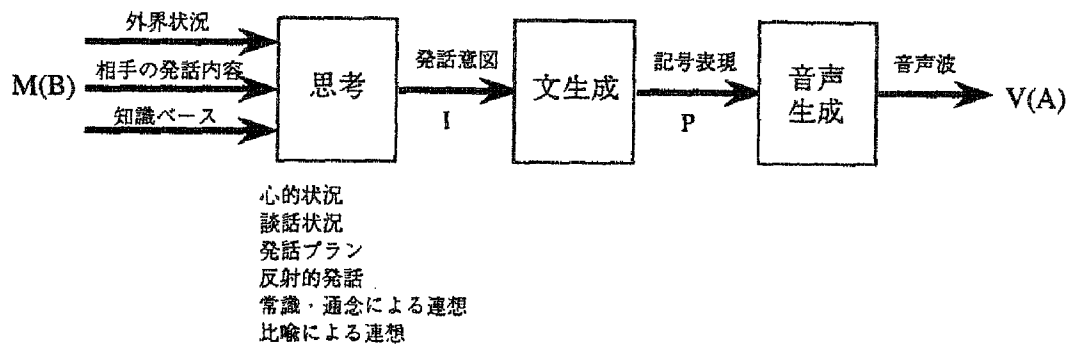 外界状況
M(B)
相手の発話内容
知識ベース
思考
発話意図
I
文生成
記号表現
P
音声
生成
音声波
V(A)
心的状況
談話状況
発話プラン
反射的発話
常識・通念による連想
比喩による連想